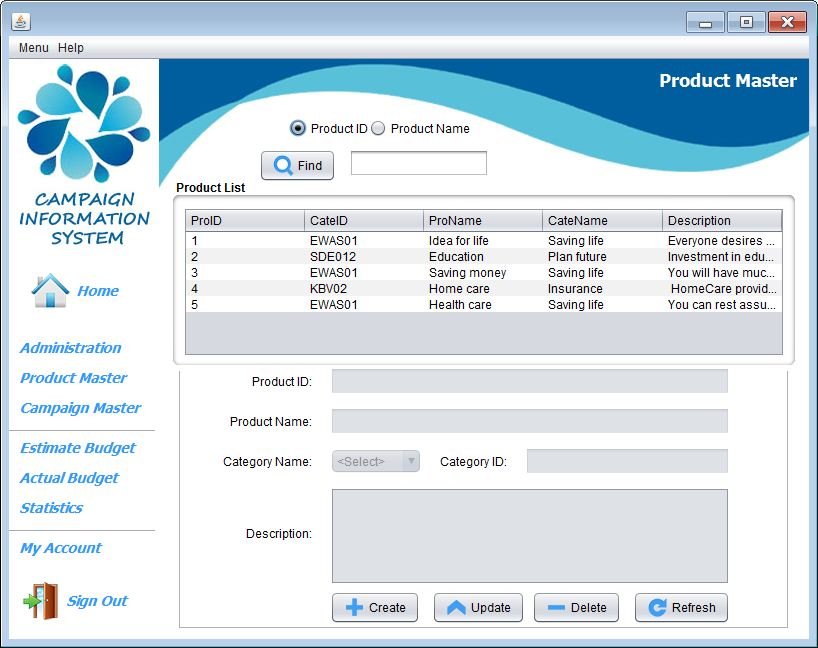 Menu Help
Product Master
CAMPAIGN
INFORMATION
SYSTEM
Home
Administration
Product Master
Campaign Master
Estimate Budget
Actual Budget
Statistics
My Account
Sign Out
Product ID Product Name
Find
Product List
ProID CateID ProName CateName Description
1 EWAS01 Idea for life Saving life Everyone desires ...
2 SDE012 Education Plan future Investment in edu...
3 EWAS01 Saving money Saving life You will have muc...
4 KBV02 Home care Insurance HomeCare provid...
5 EWAS01 Health care Saving life You can rest assu...
Product ID:
Product Name:
Category Name: <Select> Category ID:
Description:
Create Update Delete Refresh